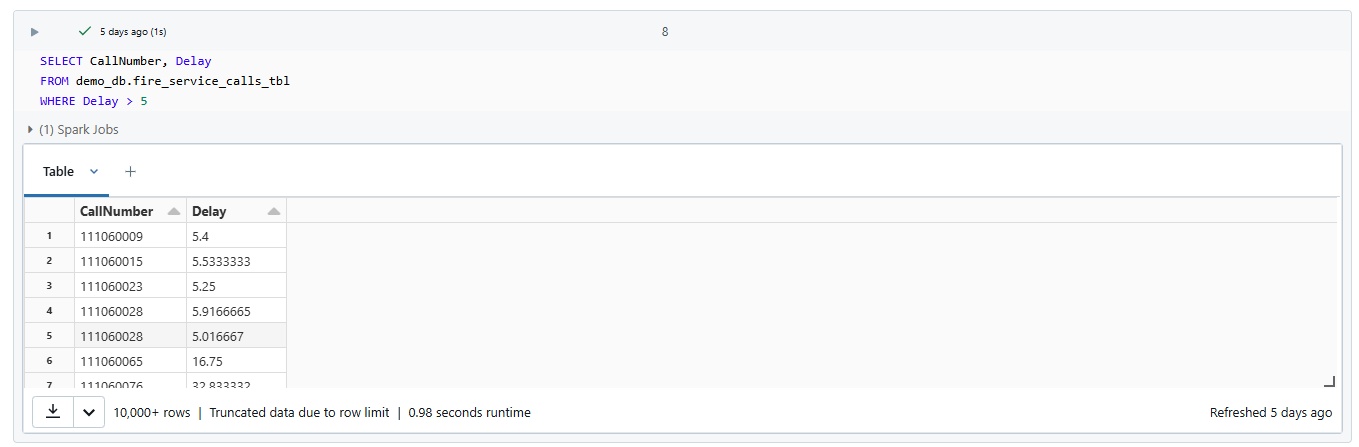 5 days ago (1s) 8
SELECT CallNumber, Delay
FROM demo_db.fire_service_calls_tbl
WHERE Delay > 5
(1) Spark Jobs
Table +
CallNumber Delay
1 111060009 5.4
2 111060015 5.5333333
3 111060023 5.25
4 111060028 5.9166665
5 111060028 5.016667
6 111060065 16.75
7 111060076 32.833332
10,000+ rows | Truncated data due to row limit | 0.98 seconds runtime Refreshed 5 days ago